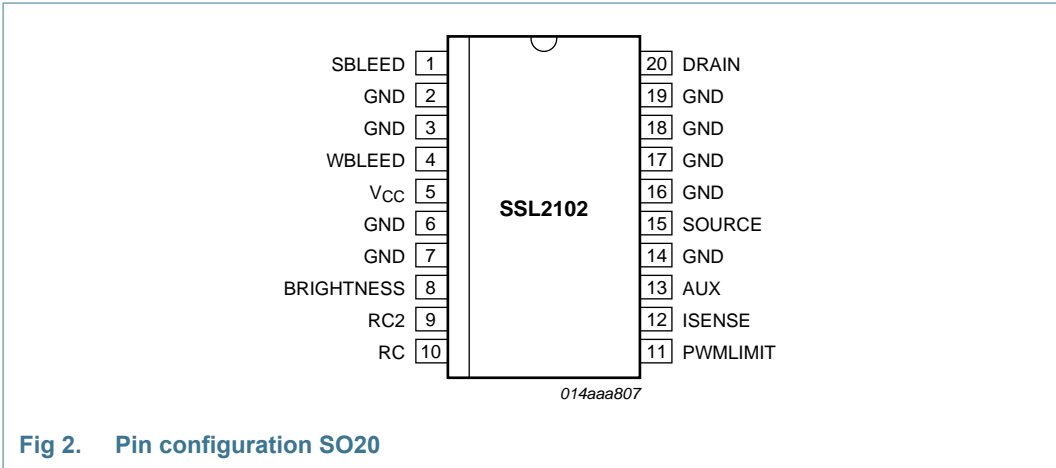 SBLEED 1
GND 2
GND 3
WBLEED 4
VCC 5
GND 6
GND 7
BRIGHTNESS 8
RC2 9
RC 10
SSL2102
20 DRAIN
19 GND
18 GND
17 GND
16 GND
15 SOURCE
14 GND
13 AUX
12 ISENSE
11 PWMLIMIT
014aaa807
Fig 2. Pin configuration SO20